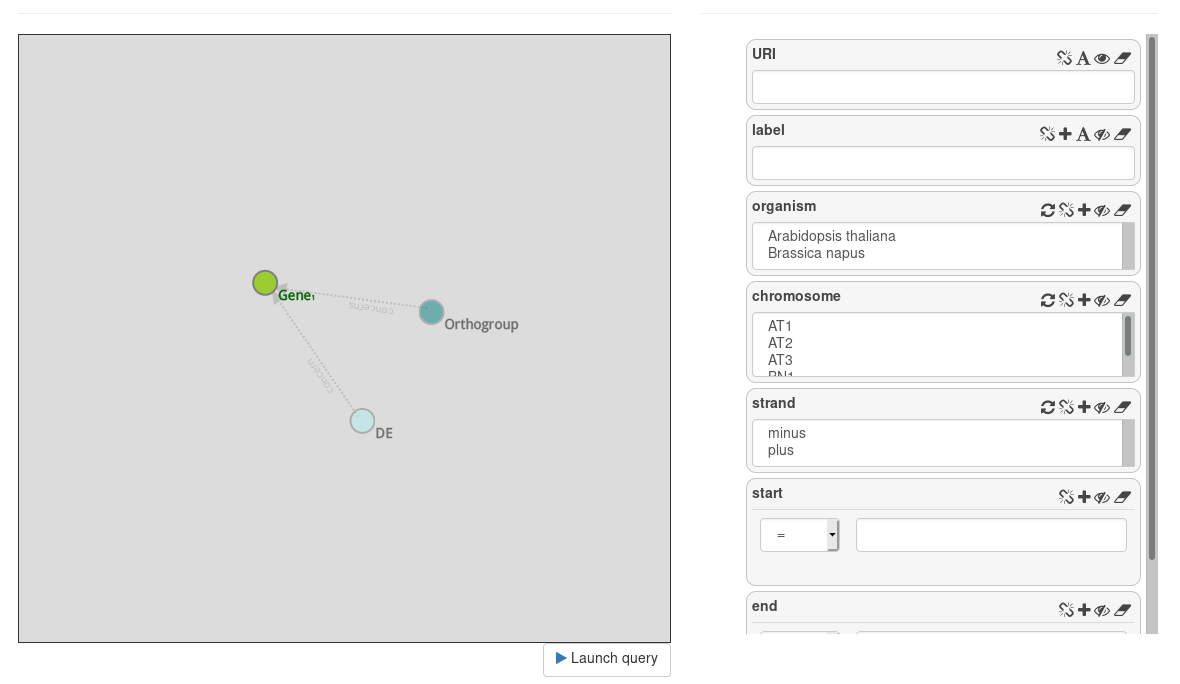 Gene1
concerns
Orthogroup
concern
DE
Launch query
URI
A
label
A
organism
Arabidopsis thaliana
Brassica napus
chromosome
AT1
AT2
AT3
BN1
strand
minus
plus
start
=
end